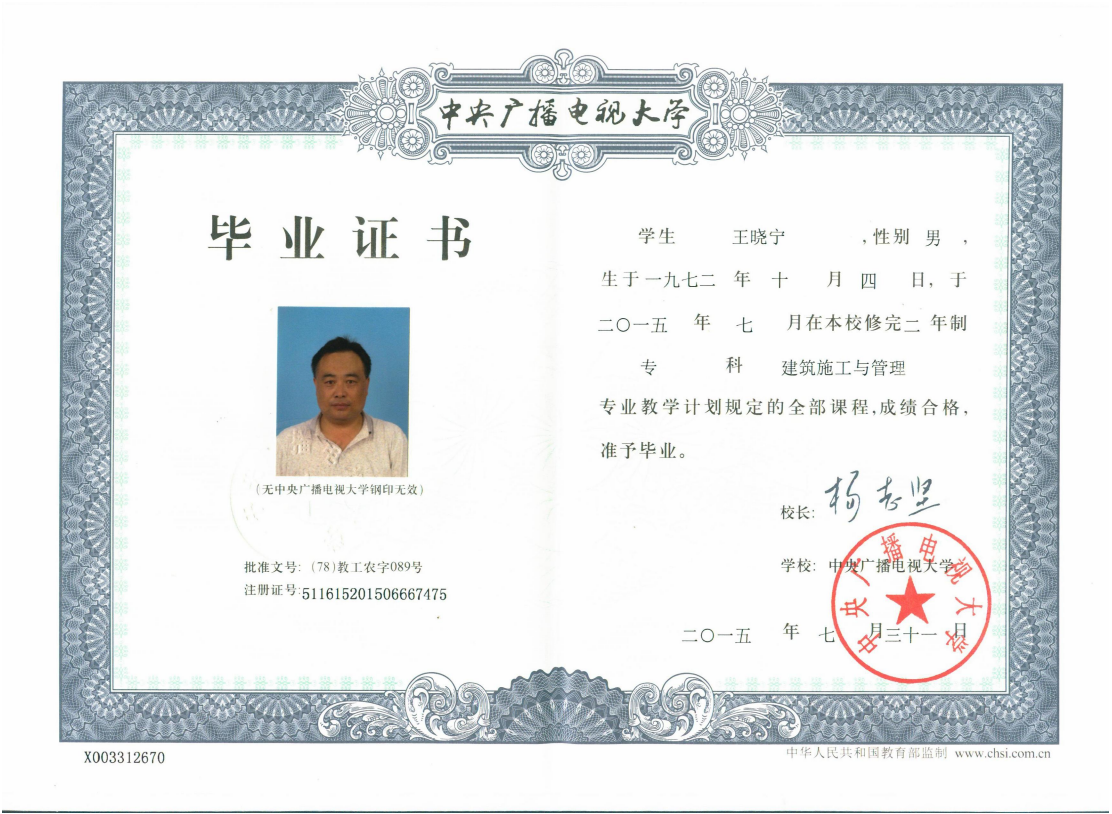 中央广播电视大学
毕业证书
(无中央广播电视大学钢印无效)
批准文号: (78)教工农字089号
注册证号:511615201506667475
学生 王晓宁 ,性别 男 ,
生于一九七二 年 十 月 四 日, 于
二〇一五 年 七 月在本校修完二 年制
专 科 建筑施工与管理
专业教学计划规定的全部课程,成绩合格,
准予毕业。
校长: 杨志坚
学校: 中央广播电视大学
中央广播电视大学
二〇一五 年 七 月三十一 日
X003312670
中华人民共和国教育部监制 www.chsi.com.cn